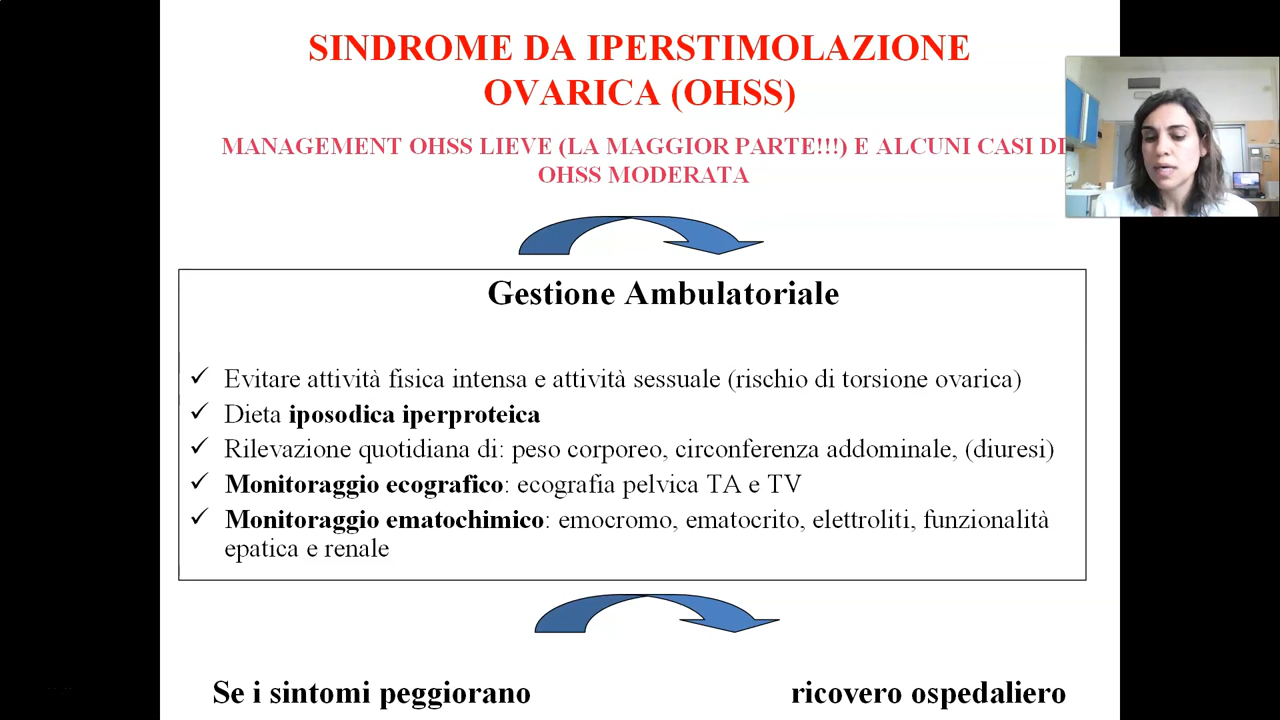 SINDROME DA IPERSTIMOLAZIONE
OVARICA (OHSS)
MANAGEMENT OHSS LIEVE (LA MAGGIOR PARTE!!!) E ALCUNI CASI DI
OHSS MODERATA
Gestione Ambulatoriale
✓ Evitare attività fisica intensa e attività sessuale (rischio di torsione ovarica)
✓ Dieta iposodica iperproteica
✓ Rilevazione quotidiana di: peso corporeo, circonferenza addominale, (diuresi)
✓ Monitoraggio ecografico: ecografia pelvica TA e TV
✓ Monitoraggio ematochimico: emocromo, ematocrito, elettroliti, funzionalità
epatica e renale
Se i sintomi peggiorano ricovero ospedaliero